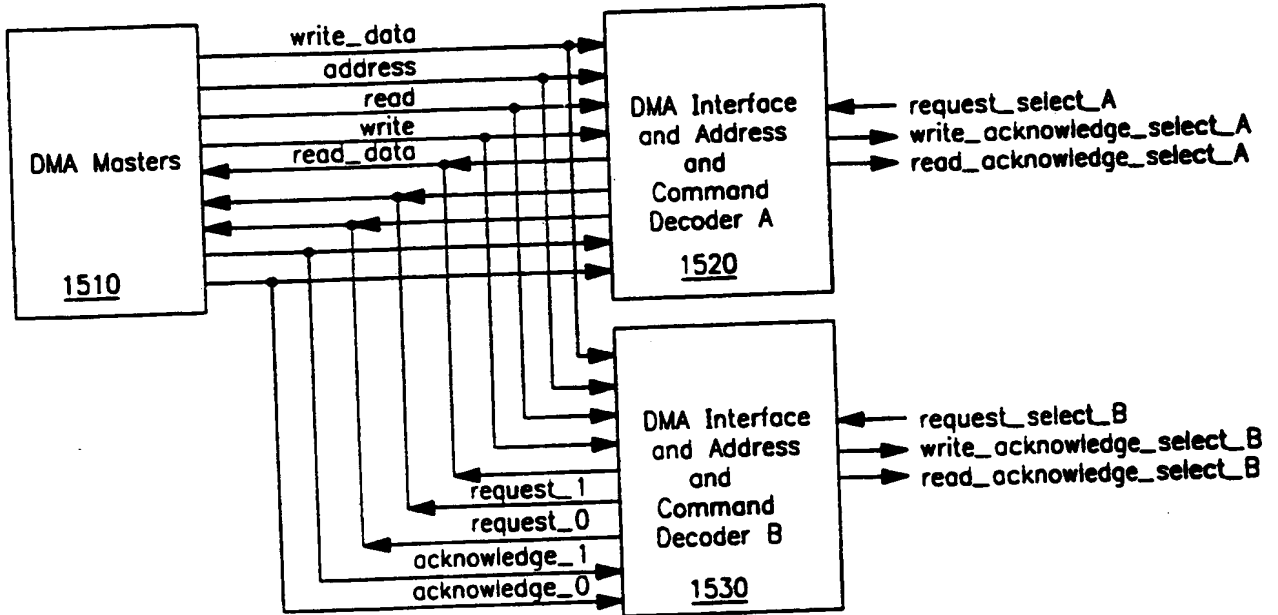 write_data
address
read
write
read_data
DMA Masters
1510
DMA Interface
and Address
and
Command
Decoder A
1520
request_select_A
write_acknowledge_select_A
read_acknowledge_select_A
DMA Interface
and Address
and
Command
Decoder B
1530
request_1
request_0
acknowledge_1
acknowledge_0
request_select_B
write_acknowledge_select_B
read_acknowledge_select_B